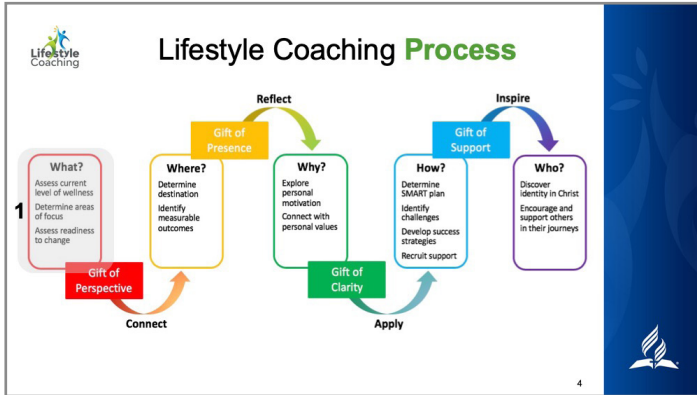 Lifestyle
Coaching
Lifestyle Coaching Process
Reflect
Inspire
Gift of
Presence
Gift of
Support
1
What?
Assess current
level of wellness
Determine areas
of focus
Assess readiness
to change
Where?
Determine
destination
Identify
measurable
outcomes
Why?
Explore
personal
motivation
Connect with
personal values
How?
Determine
SMART plan
Identify
challenges
Develop success
strategies
Recruit support
Who?
Discover
identity in Christ
Encourage and
support others
in their journeys
Gift of
Perspective
Gift of
Clarity
Connect
Apply
4